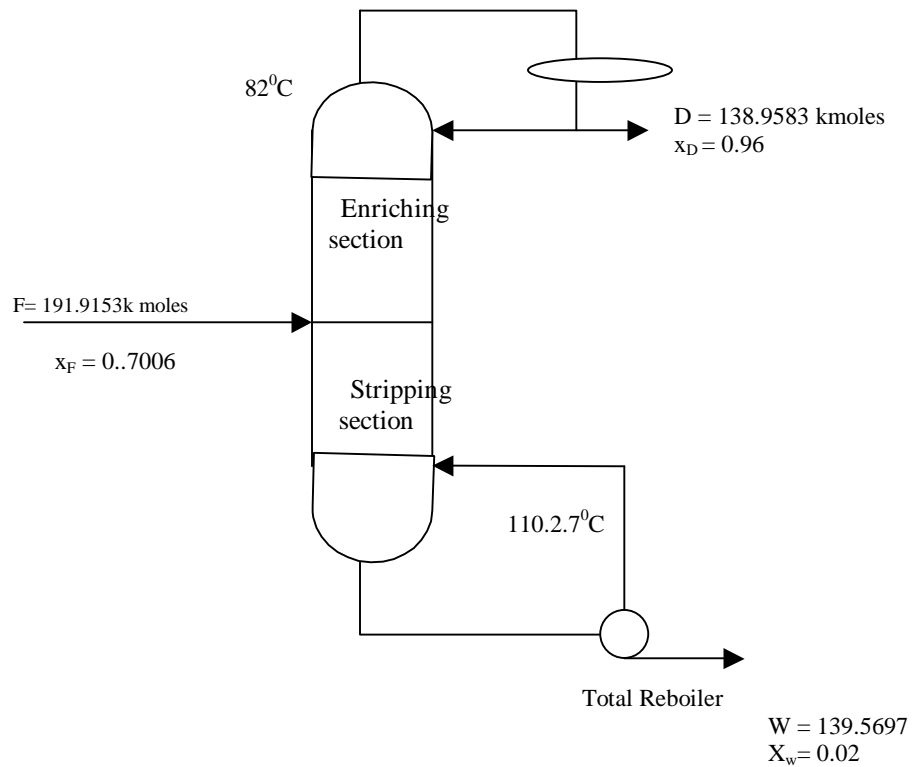 82⁰C
D = 138.9583 kmoles
x_D = 0.96
Enriching
section
F= 191.9153k moles
x_F = 0..7006
Stripping
section
110.2.7⁰C
Total Reboiler
W = 139.5697
X_w= 0.02